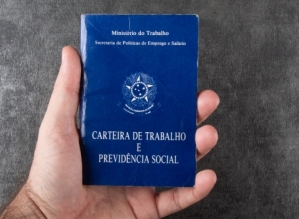 Ministério do Trabalho
Secretaria de Políticas de Emprego e Salário
CARTEIRA DE TRABALHO
E
PREVIDÊNCIA SOCIAL